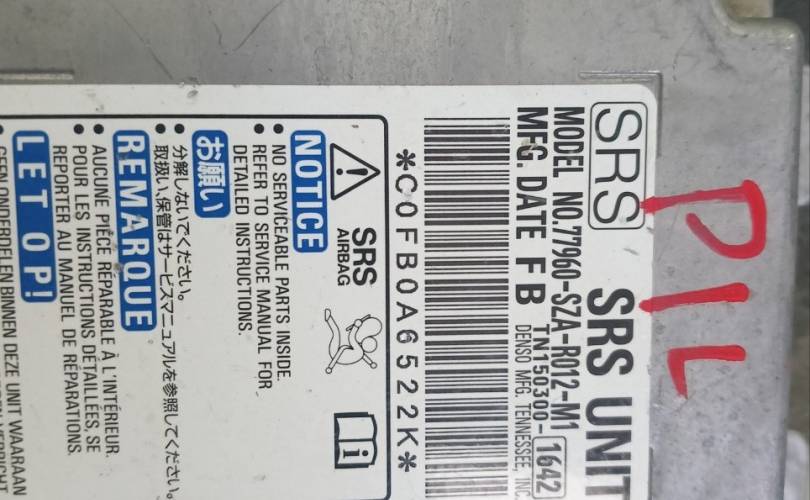 PIL
SRS SRS UNIT
MODEL NO.77960-SZA-R012-M1
MFG. DATE F B TN150300-1642
DENSO MFG. TENNESSEE, INC.
*C0FB0A6522K*
SRS
AIRBAG
NOTICE
• NO SERVICEABLE PARTS INSIDE.
• REFER TO SERVICE MANUAL FOR
DETAILED INSTRUCTIONS.
お願い
• 分解しないでください。
• 取扱い、保管はサービスマニュアルを参照してください。
REMARQUE
• AUCUNE PIÈCE RÉPARABLE À L'INTÉRIEUR.
• POUR LES INSTRUCTIONS DÉTAILLÉES, SE
REPORTER AU MANUEL DE RÉPARATIONS.
LET OP!
• GEEN ONDERDELEN BINNEN DEZE UNIT WAARAAN